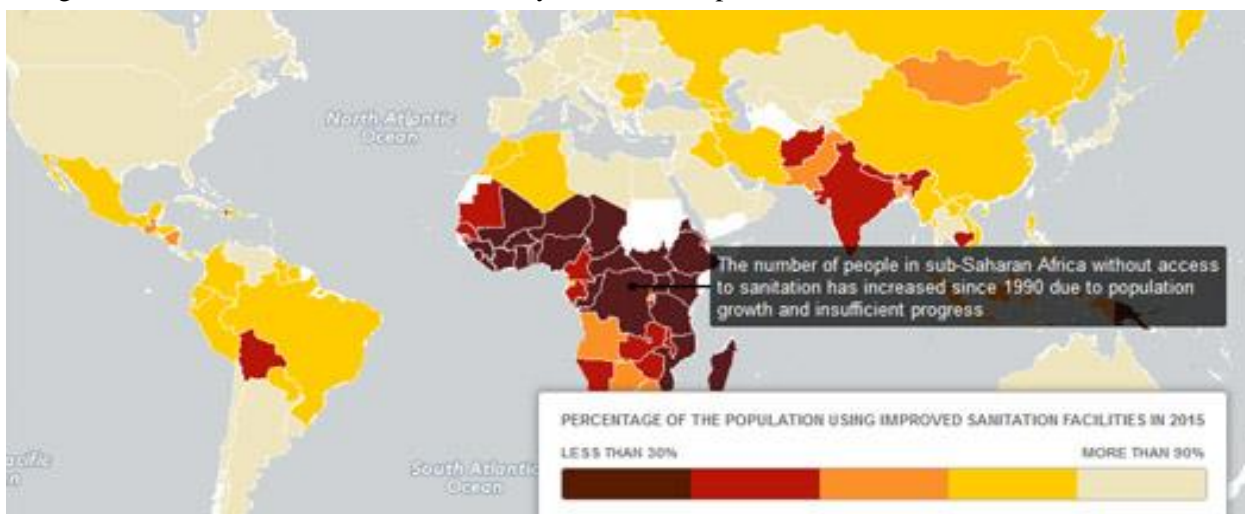 North Atlantic
Ocean
The number of people in sub-Saharan Africa without access
to sanitation has increased since 1990 due to population
growth and insufficient progress
PERCENTAGE OF THE POPULATION USING IMPROVED SANITATION FACILITIES IN 2015
LESS THAN 30%
MORE THAN 90%
South Atlantic
Ocean